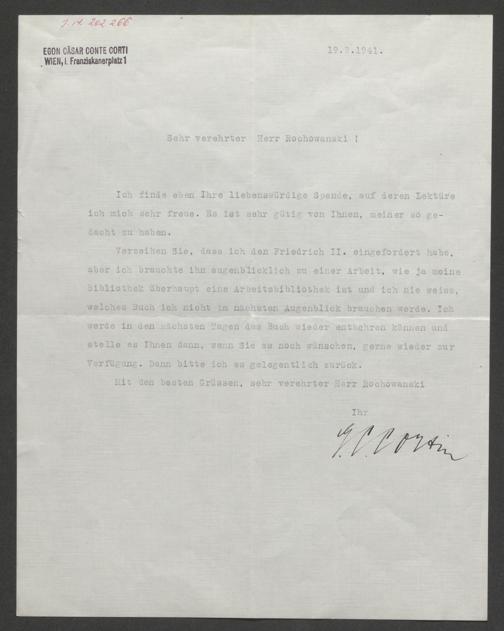 J.N. 202 266
EGON CÄSAR CONTE CORTI
WIEN, I. Franziskanerplatz 1
19.2.1941.
Sehr verehrter Herr Rochowanski !
Ich finde eben Ihre liebenswürdige Spende, auf deren Lektüre
ich mich sehr freue. Es ist sehr gütig von Ihnen, meiner so ge-
dacht zu haben.
Verzeihen Sie, dass ich den Friedrich II. eingefordert habe,
aber ich brauchte ihn augenblicklich zu einer Arbeit, wie ja meine
Bibliothek überhaupt eine Arbeitsbibliothek ist und ich nie weiss,
welches Buch ich nicht im nächsten Augenblick brauchen werde. Ich
werde in den nächsten Tagen das Buch wieder entbehren können und
stelle es Ihnen dann, wenn Sie es noch wünschen, gerne wieder zur
Verfügung. Dann bitte ich es gelegentlich zurück.
Mit den besten Grüssen, sehr verehrter Herr Rochowanski
Ihr
E.C. Corti